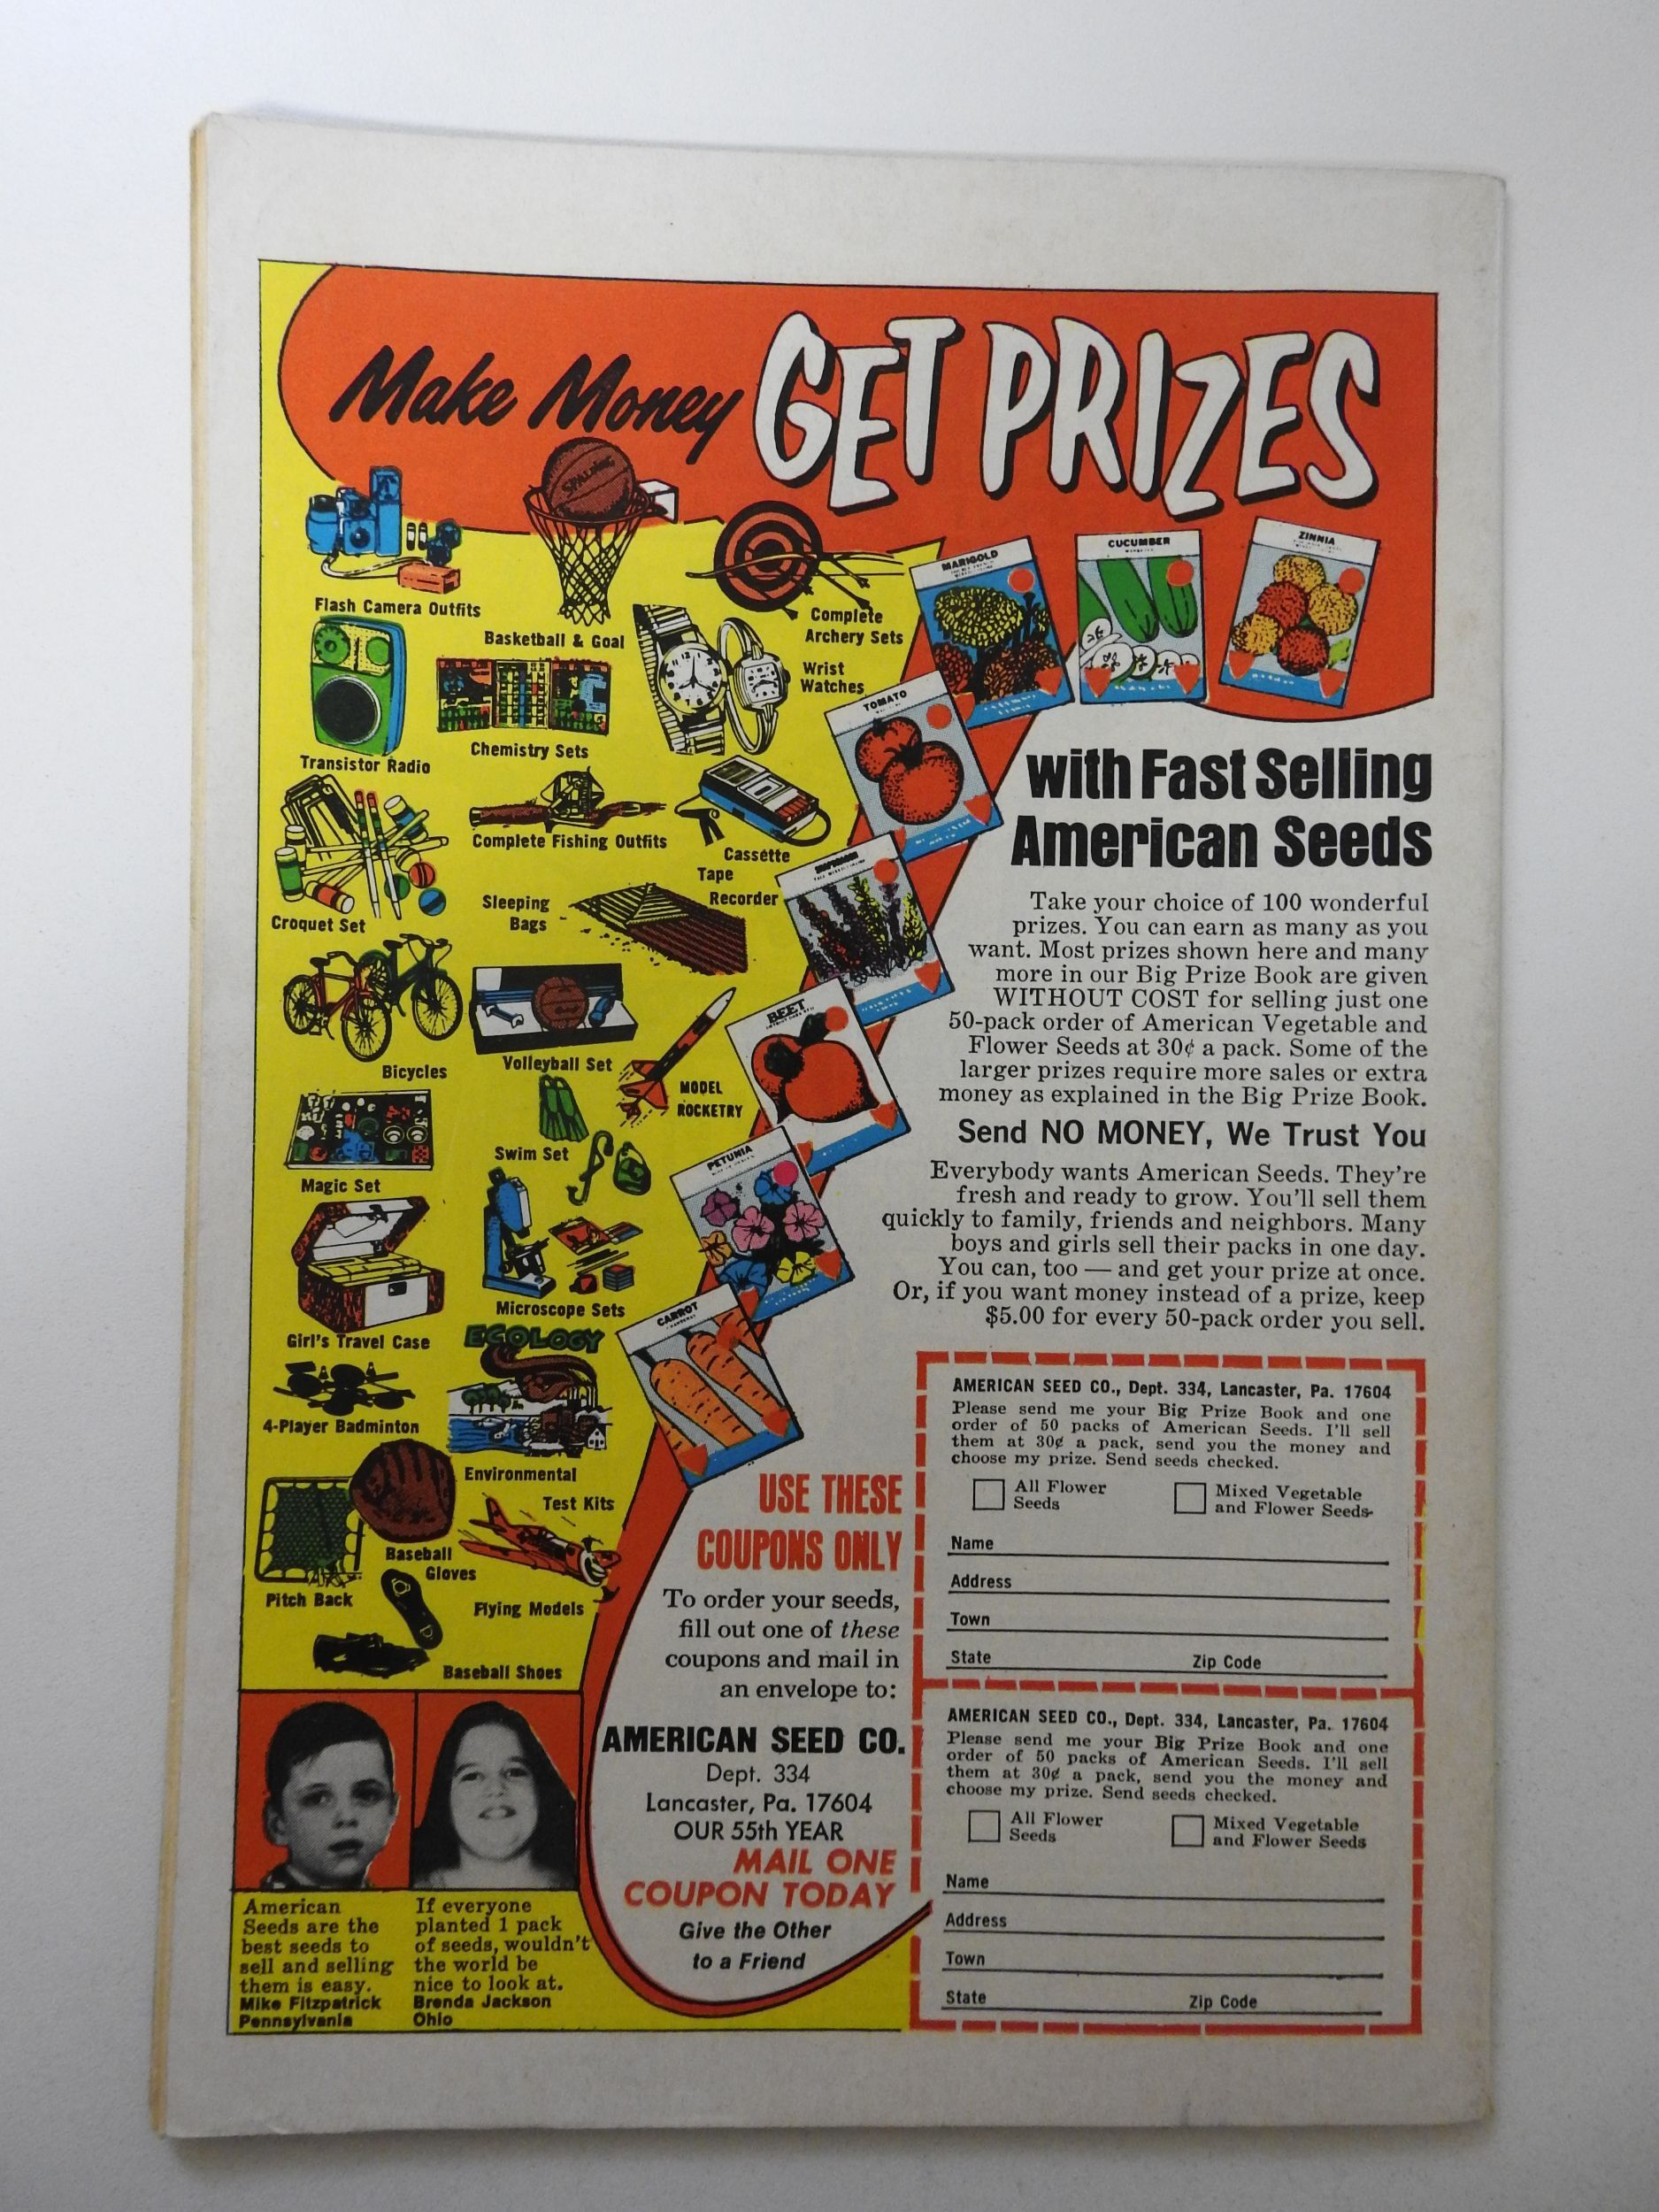 Make Money GET PRIZES
SPALDING
Flash Camera Outfits
Basketball & Goal
Complete
Archery Sets
Wrist
Watches
Transistor Radio
Chemistry Sets
Complete Fishing Outfits
Cassette
Tape
Recorder
Croquet Set
Sleeping
Bags
Bicycles
Volleyball Set
MODEL
ROCKETRY
Magic Set
Swim Set
Girl's Travel Case
Microscope Sets
ECOLOGY
4-Player Badminton
Environmental
Test Kits
Baseball
Gloves
Pitch Back
Flying Models
Baseball Shoes
MARIGOLD
CUCUMBER
ZINNIA
TOMATO
BEET
PETUNIA
CARROT
with Fast Selling
American Seeds
Take your choice of 100 wonderful
prizes. You can earn as many as you
want. Most prizes shown here and many
more in our Big Prize Book are given
WITHOUT COST for selling just one
50-pack order of American Vegetable and
Flower Seeds at 30¢ a pack. Some of the
larger prizes require more sales or extra
money as explained in the Big Prize Book.
Send NO MONEY, We Trust You
Everybody wants American Seeds. They're
fresh and ready to grow. You'll sell them
quickly to family, friends and neighbors. Many
boys and girls sell their packs in one day.
You can, too — and get your prize at once.
Or, if you want money instead of a prize, keep
$5.00 for every 50-pack order you sell.
USE THESE
COUPONS ONLY
To order your seeds,
fill out one of these
coupons and mail in
an envelope to:
AMERICAN SEED CO.
Dept. 334
Lancaster, Pa. 17604
OUR 55th YEAR
MAIL ONE
COUPON TODAY
Give the Other
to a Friend
AMERICAN SEED CO., Dept. 334, Lancaster, Pa. 17604
Please send me your Big Prize Book and one
order of 50 packs of American Seeds. I'll sell
them at 30¢ a pack, send you the money and
choose my prize. Send seeds checked.
All Flower
Seeds
Mixed Vegetable
and Flower Seeds
Name
Address
Town
State Zip Code
AMERICAN SEED CO., Dept. 334, Lancaster, Pa. 17604
Please send me your Big Prize Book and one
order of 50 packs of American Seeds. I'll sell
them at 30¢ a pack, send you the money and
choose my prize. Send seeds checked.
All Flower
Seeds
Mixed Vegetable
and Flower Seeds
Name
Address
Town
State Zip Code
American
Seeds are the
best seeds to
sell and selling
them is easy.
Mike Fitzpatrick
Pennsylvania
If everyone
planted 1 pack
of seeds, wouldn't
the world be
nice to look at.
Brenda Jackson
Ohio